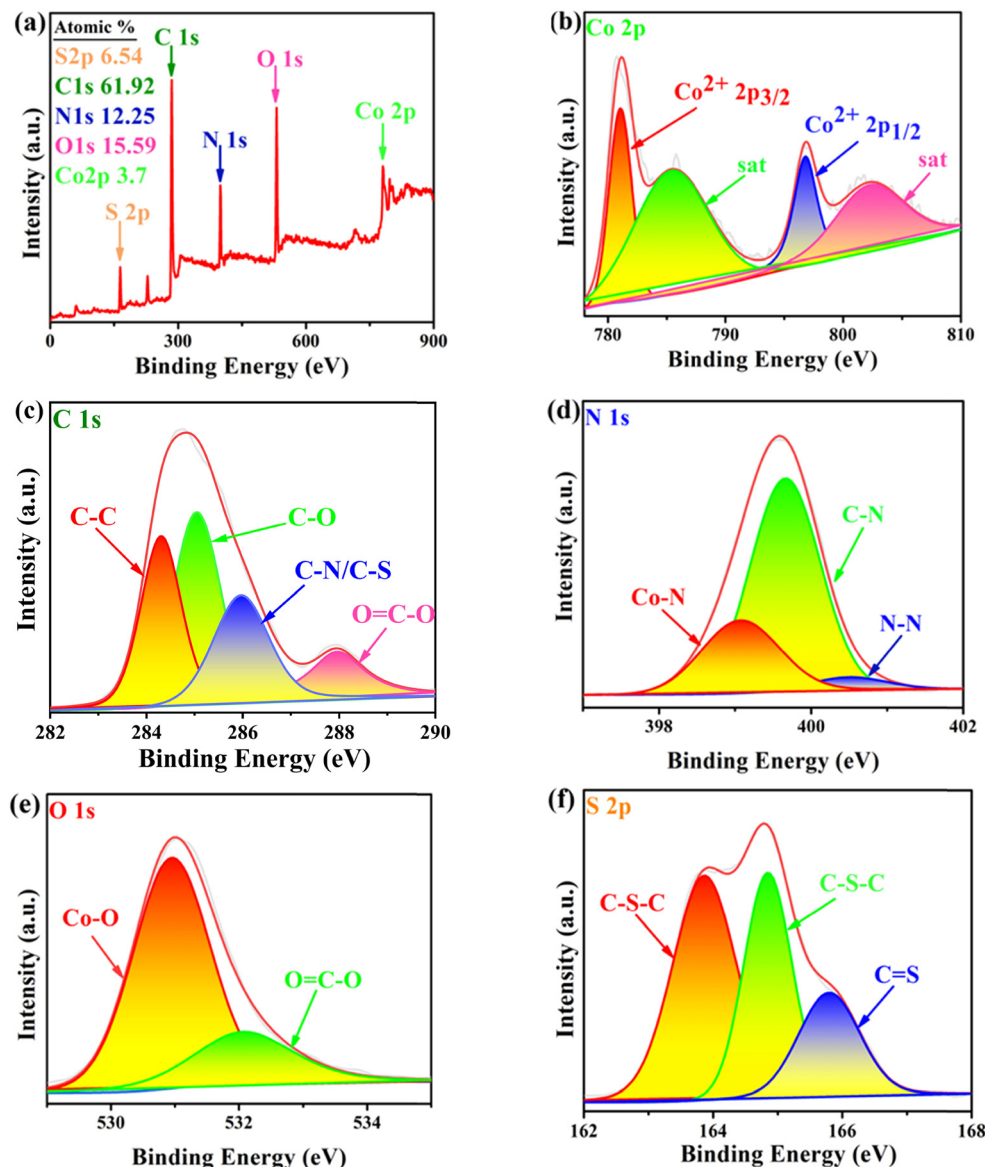 (a)
Atomic %
S2p 6.54
C1s 61.92
N1s 12.25
O1s 15.59
Co2p 3.7
C 1s
O 1s
N 1s
Co 2p
S 2p
Intensity (a.u.)
0 300 600 900
Binding Energy (eV)
(b)
Co 2p
Co2+ 2p3/2
Co2+ 2p1/2
sat
sat
Intensity (a.u.)
780 790 800 810
Binding Energy (eV)
(c)
C 1s
C-C
C-O
C-N/C-S
O=C-O
Intensity (a.u.)
282 284 286 288 290
Binding Energy (eV)
(d)
N 1s
C-N
Co-N
N-N
Intensity (a.u.)
398 400 402
Binding Energy (eV)
(e)
O 1s
Co-O
O=C-O
Intensity (a.u.)
530 532 534
Binding Energy (eV)
(f)
S 2p
C-S-C
C-S-C
C=S
Intensity (a.u.)
162 164 166 168
Binding Energy (eV)